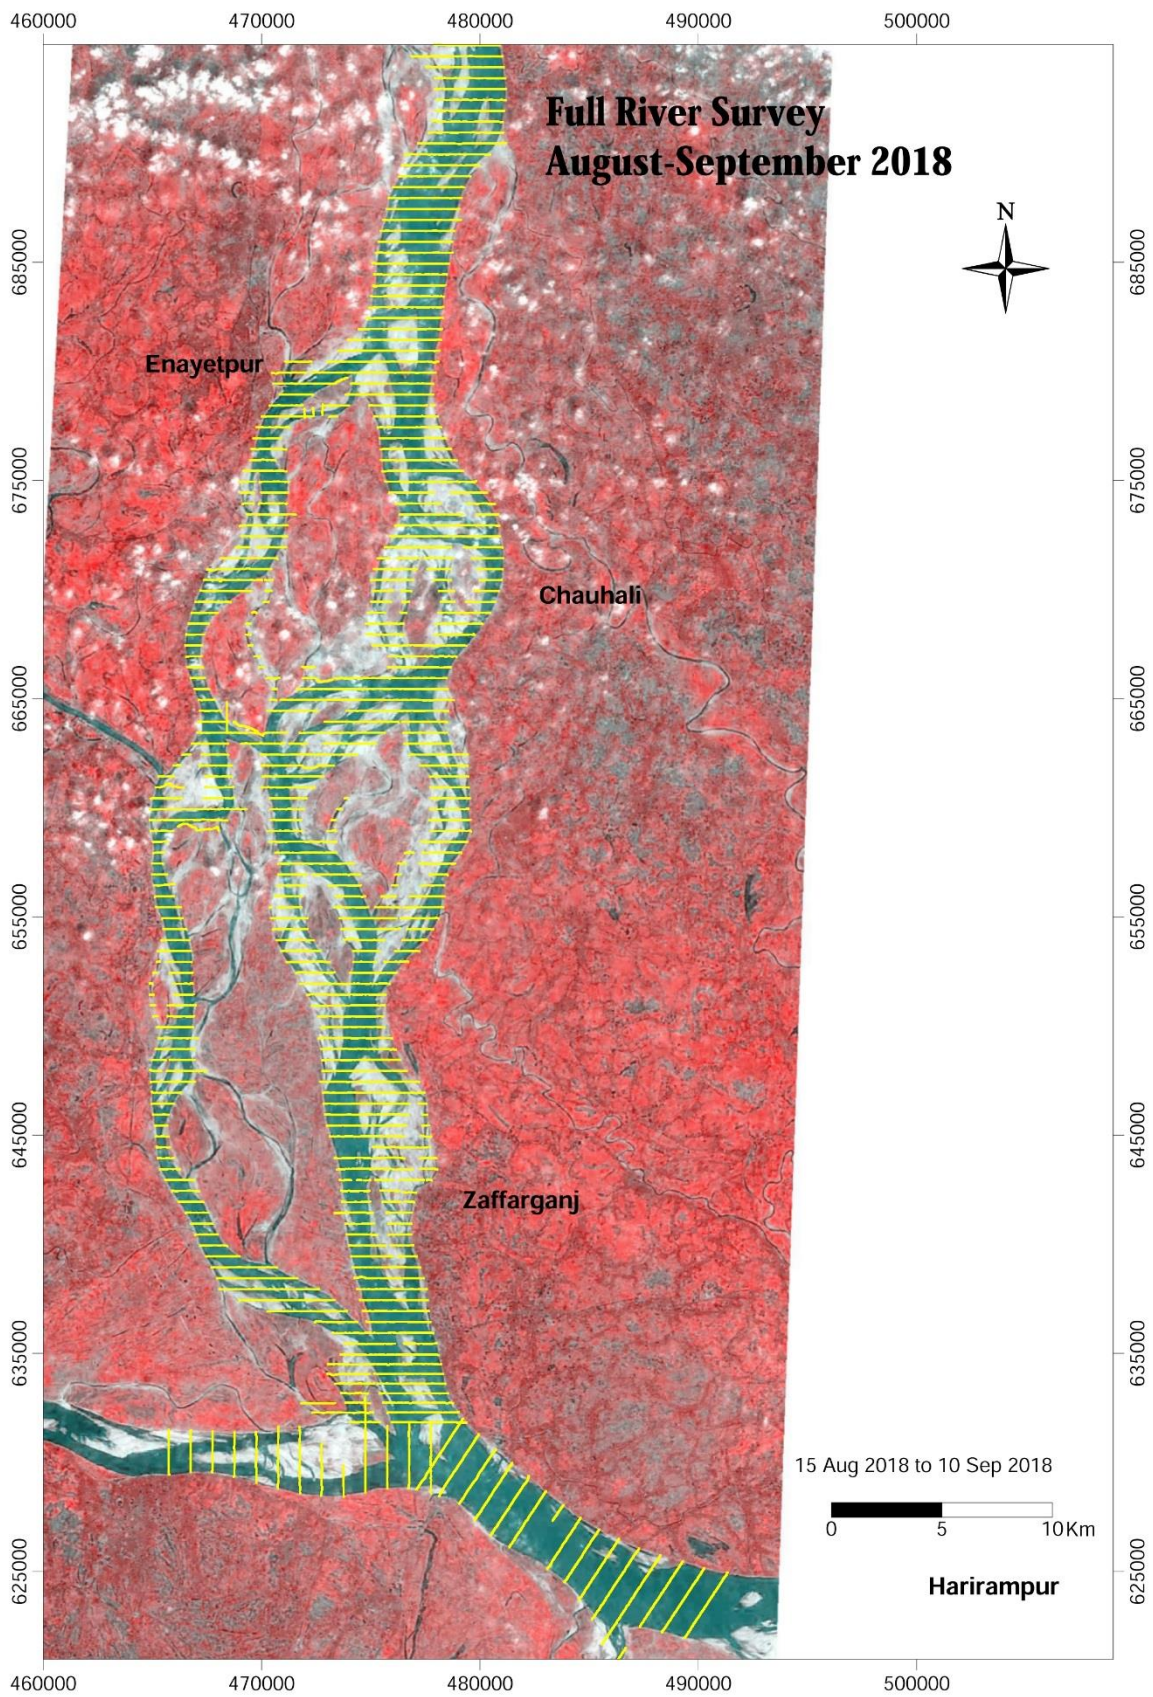 460000 470000 480000 490000 500000
Full River Survey
August-September 2018
N
685000 685000
Enayetpur
675000 675000
Chauhali
665000 665000
655000 655000
645000 645000
Zaffarganj
635000 635000
15 Aug 2018 to 10 Sep 2018
0 5 10 Km
625000 625000
Harirampur
460000 470000 480000 490000 500000